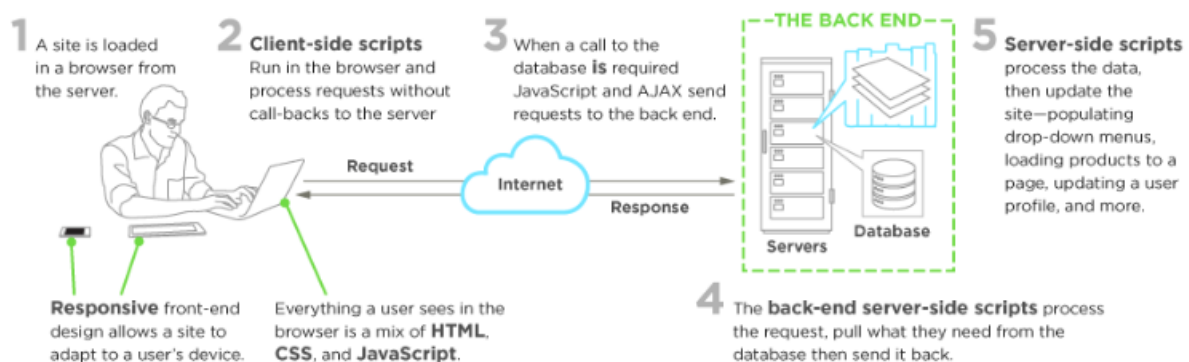 1
A site is loaded
in a browser from
the server.
2
Client-side scripts
Run in the browser and
process requests without
call-backs to the server
3
When a call to the
database is required
JavaScript and AJAX send
requests to the back end.
THE BACK END
5
Server-side scripts
process the data,
then update the
site—populating
drop-down menus,
loading products to a
page, updating a user
profile, and more.
Request
Internet
Response
Servers
Database
Responsive front-end
design allows a site to
adapt to a user's device.
Everything a user sees in the
browser is a mix of HTML,
CSS, and JavaScript.
4
The back-end server-side scripts process
the request, pull what they need from the
database then send it back.